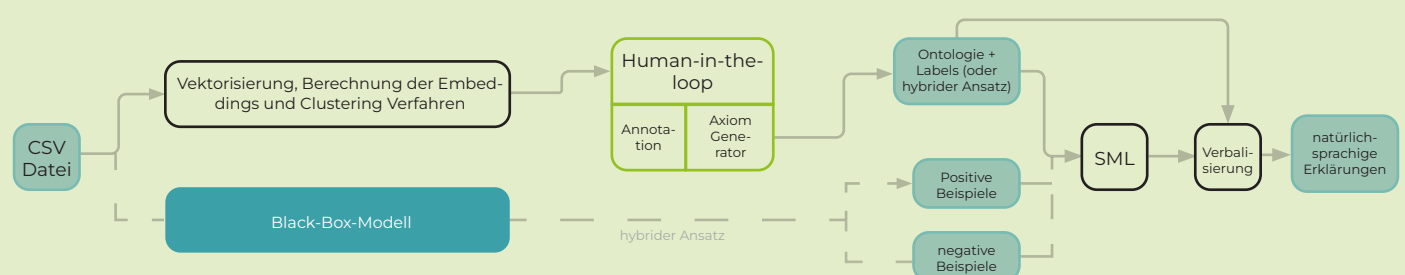 CSV
Datei
Vektorisierung, Berechnung der Embed-
dings und Clustering Verfahren
Black-Box-Modell
Human-in-the-
loop
Annota-
tion
Axiom
Gene-
rator
hybrider Ansatz
Ontologie +
Labels (oder
hybrider Ansatz)
Positive
Beispiele
negative
Beispiele
SML
Verbali-
sierung
natürlich-
sprachige
Erklärungen